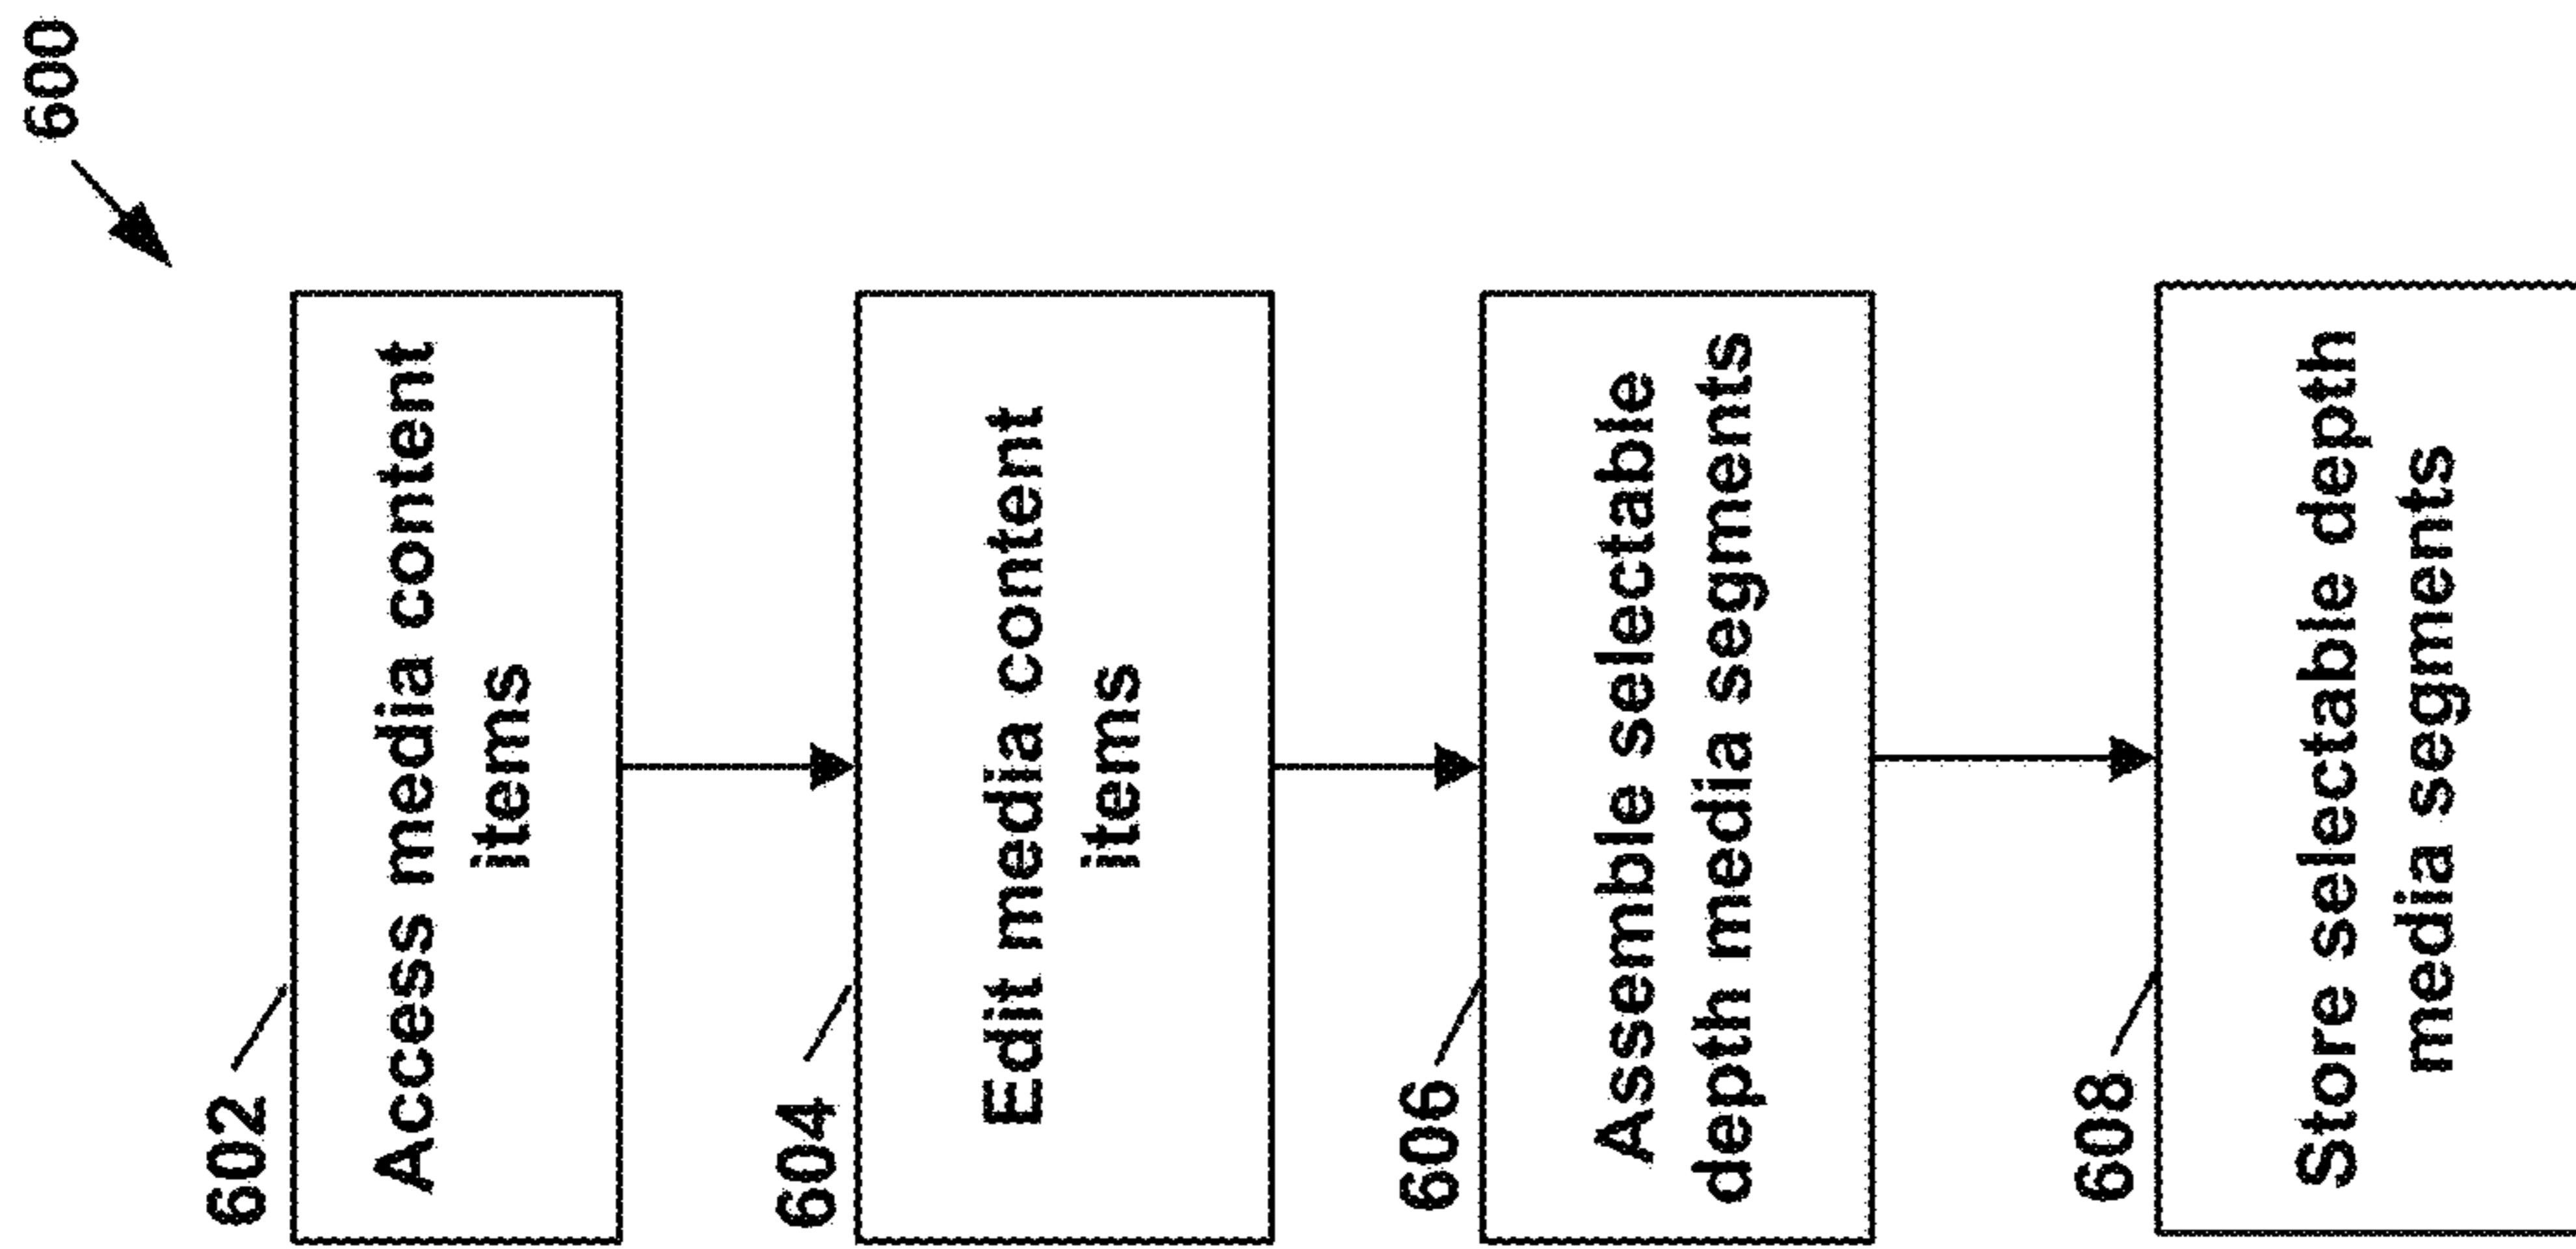 600
602
Access media content
items
604
Edit media content
items
606
Assemble selectable
depth media segments
608
Store selectable depth
media segments